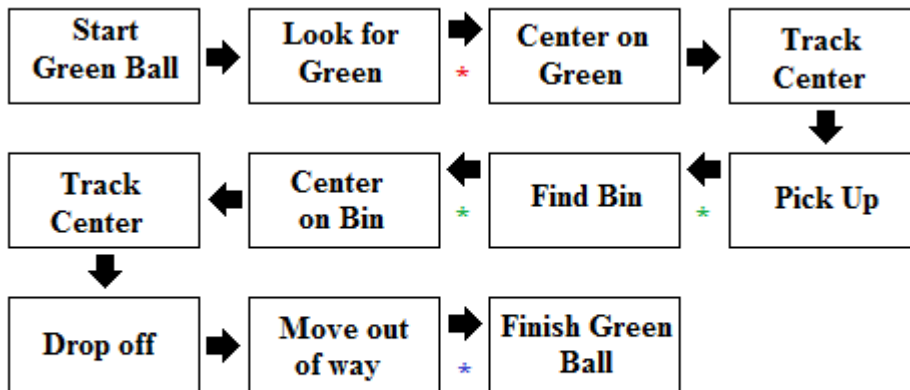 Start
Green Ball
Look for
Green
*
Center on
Green
Track
Center
Pick Up
*
Find Bin
*
Center
on Bin
Track
Center
Drop off
Move out
of way
*
Finish Green
Ball